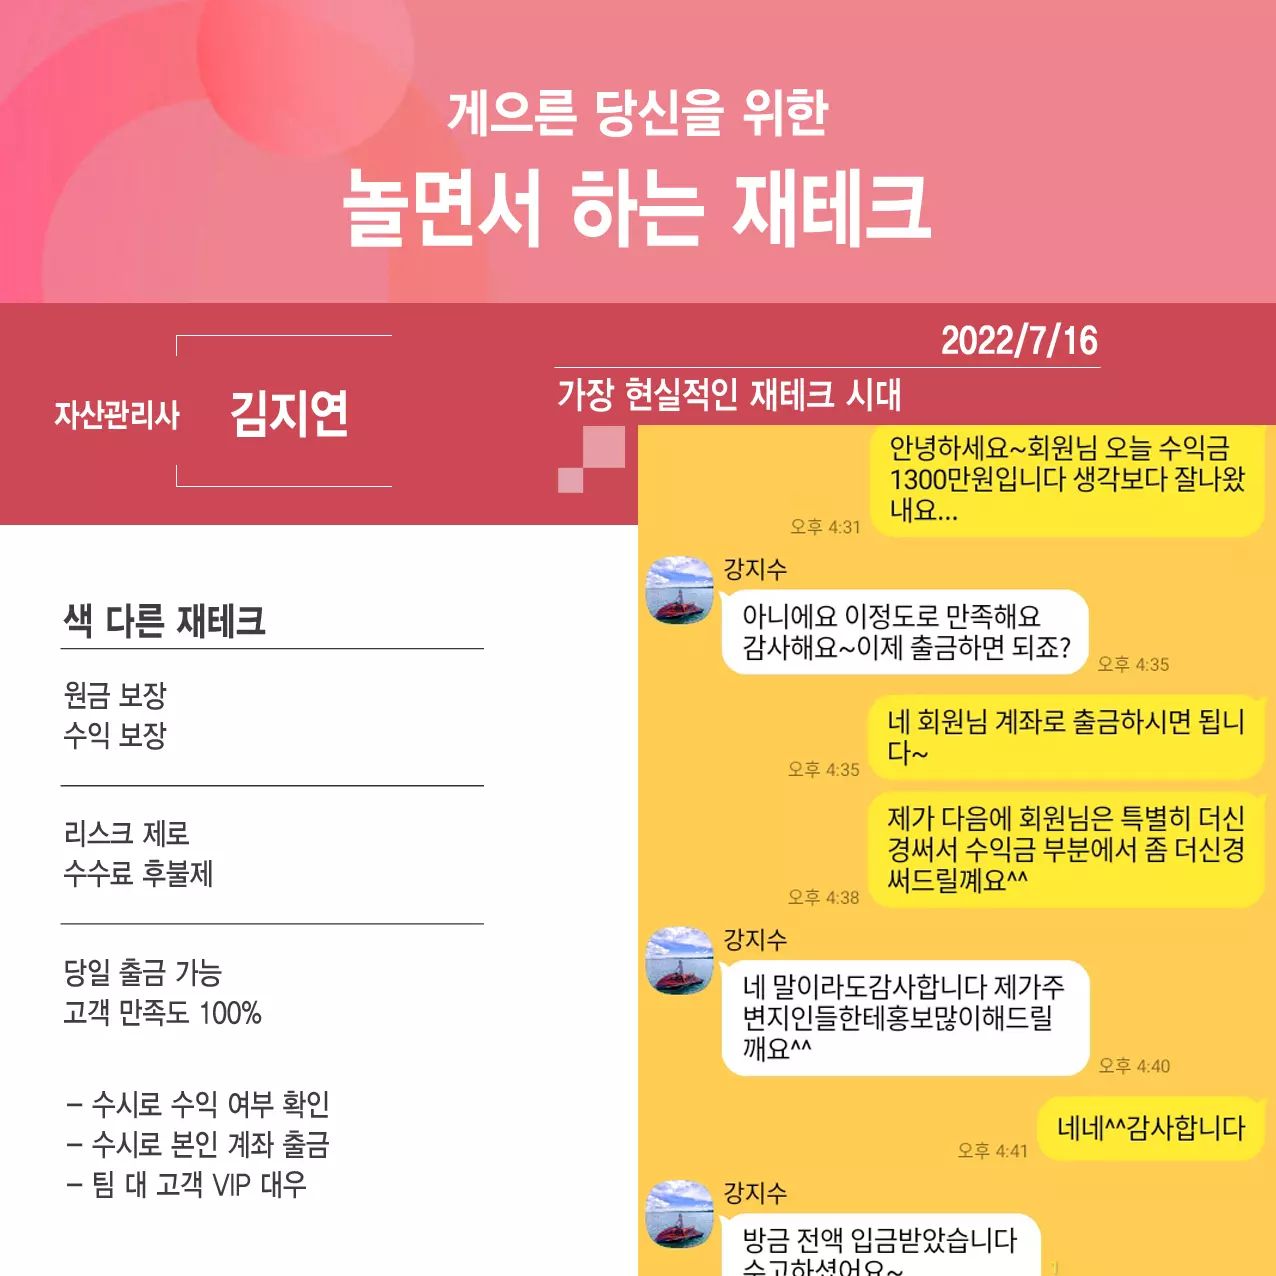 게으른 당신을 위한
놀면서 하는 재테크
자산관리사
김지연
2022/7/16
가장 현실적인 재테크 시대
색 다른 재테크
원금 보장
수익 보장
리스크 제로
수수료 후불제
당일 출금 가능
고객 만족도 100%
- 수시로 수익 여부 확인
- 수시로 본인 계좌 출금
- 팀 대 고객 VIP 대우
안녕하세요~회원님 오늘 수익금
1300만원입니다 생각보다 잘나왔
내요...
오후 4:31
강지수
아니에요 이정도로 만족해요
감사해요~이제 출금하면 되죠?
오후 4:35
네 회원님 계좌로 출금하시면 됩니
다~
오후 4:35
제가 다음에 회원님은 특별히 더신
경써서 수익금 부분에서 좀 더신경
써드릴꼐요^^
오후 4:38
강지수
네 말이라도감사합니다 제가주
변지인들한테홍보많이해드릴
깨요^^
오후 4:40
네네^^감사합니다
오후 4:41
강지수
방금 전액 입금받았습니다
수고하셨어요~